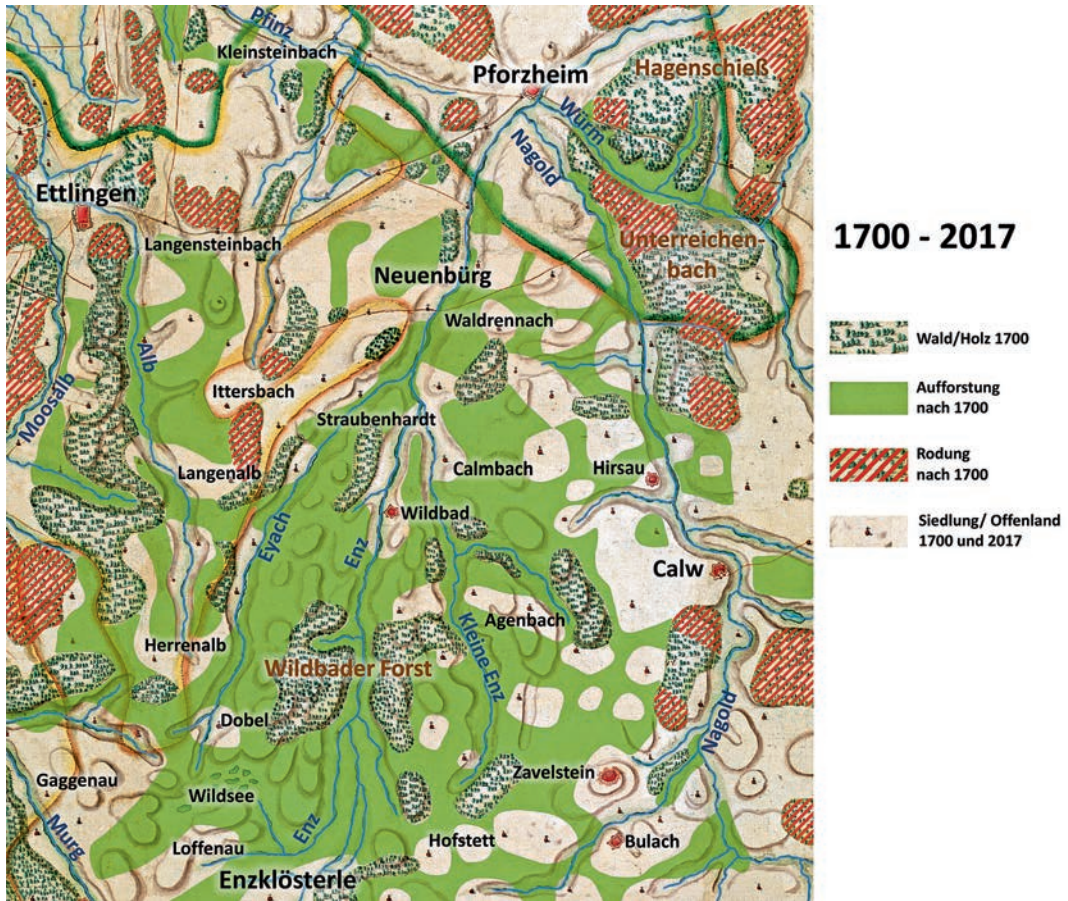 Pfinz
Kleinsteinbach
Pforzheim
Hagenschieß
Würm
Nagold
Ettlingen
Langensteinbach
Unterreichen-
bach
Neuenbürg
Waldrennach
Alb
Moosalb
Ittersbach
Straubenhardt
Langenalb
Calmbach
Hirsau
Eyach
Enz
Wildbad
Calw
Kleine Enz
Agenbach
Herrenalb
Wildbader Forst
Dobel
Nagold
Zavelstein
Gaggenau
Wildsee
Murg
Loffenau
Enz
Hofstett
Bulach
Enzklösterle
1700 - 2017
Wald/Holz 1700
Aufforstung
nach 1700
Rodung
nach 1700
Siedlung/ Offenland
1700 und 2017